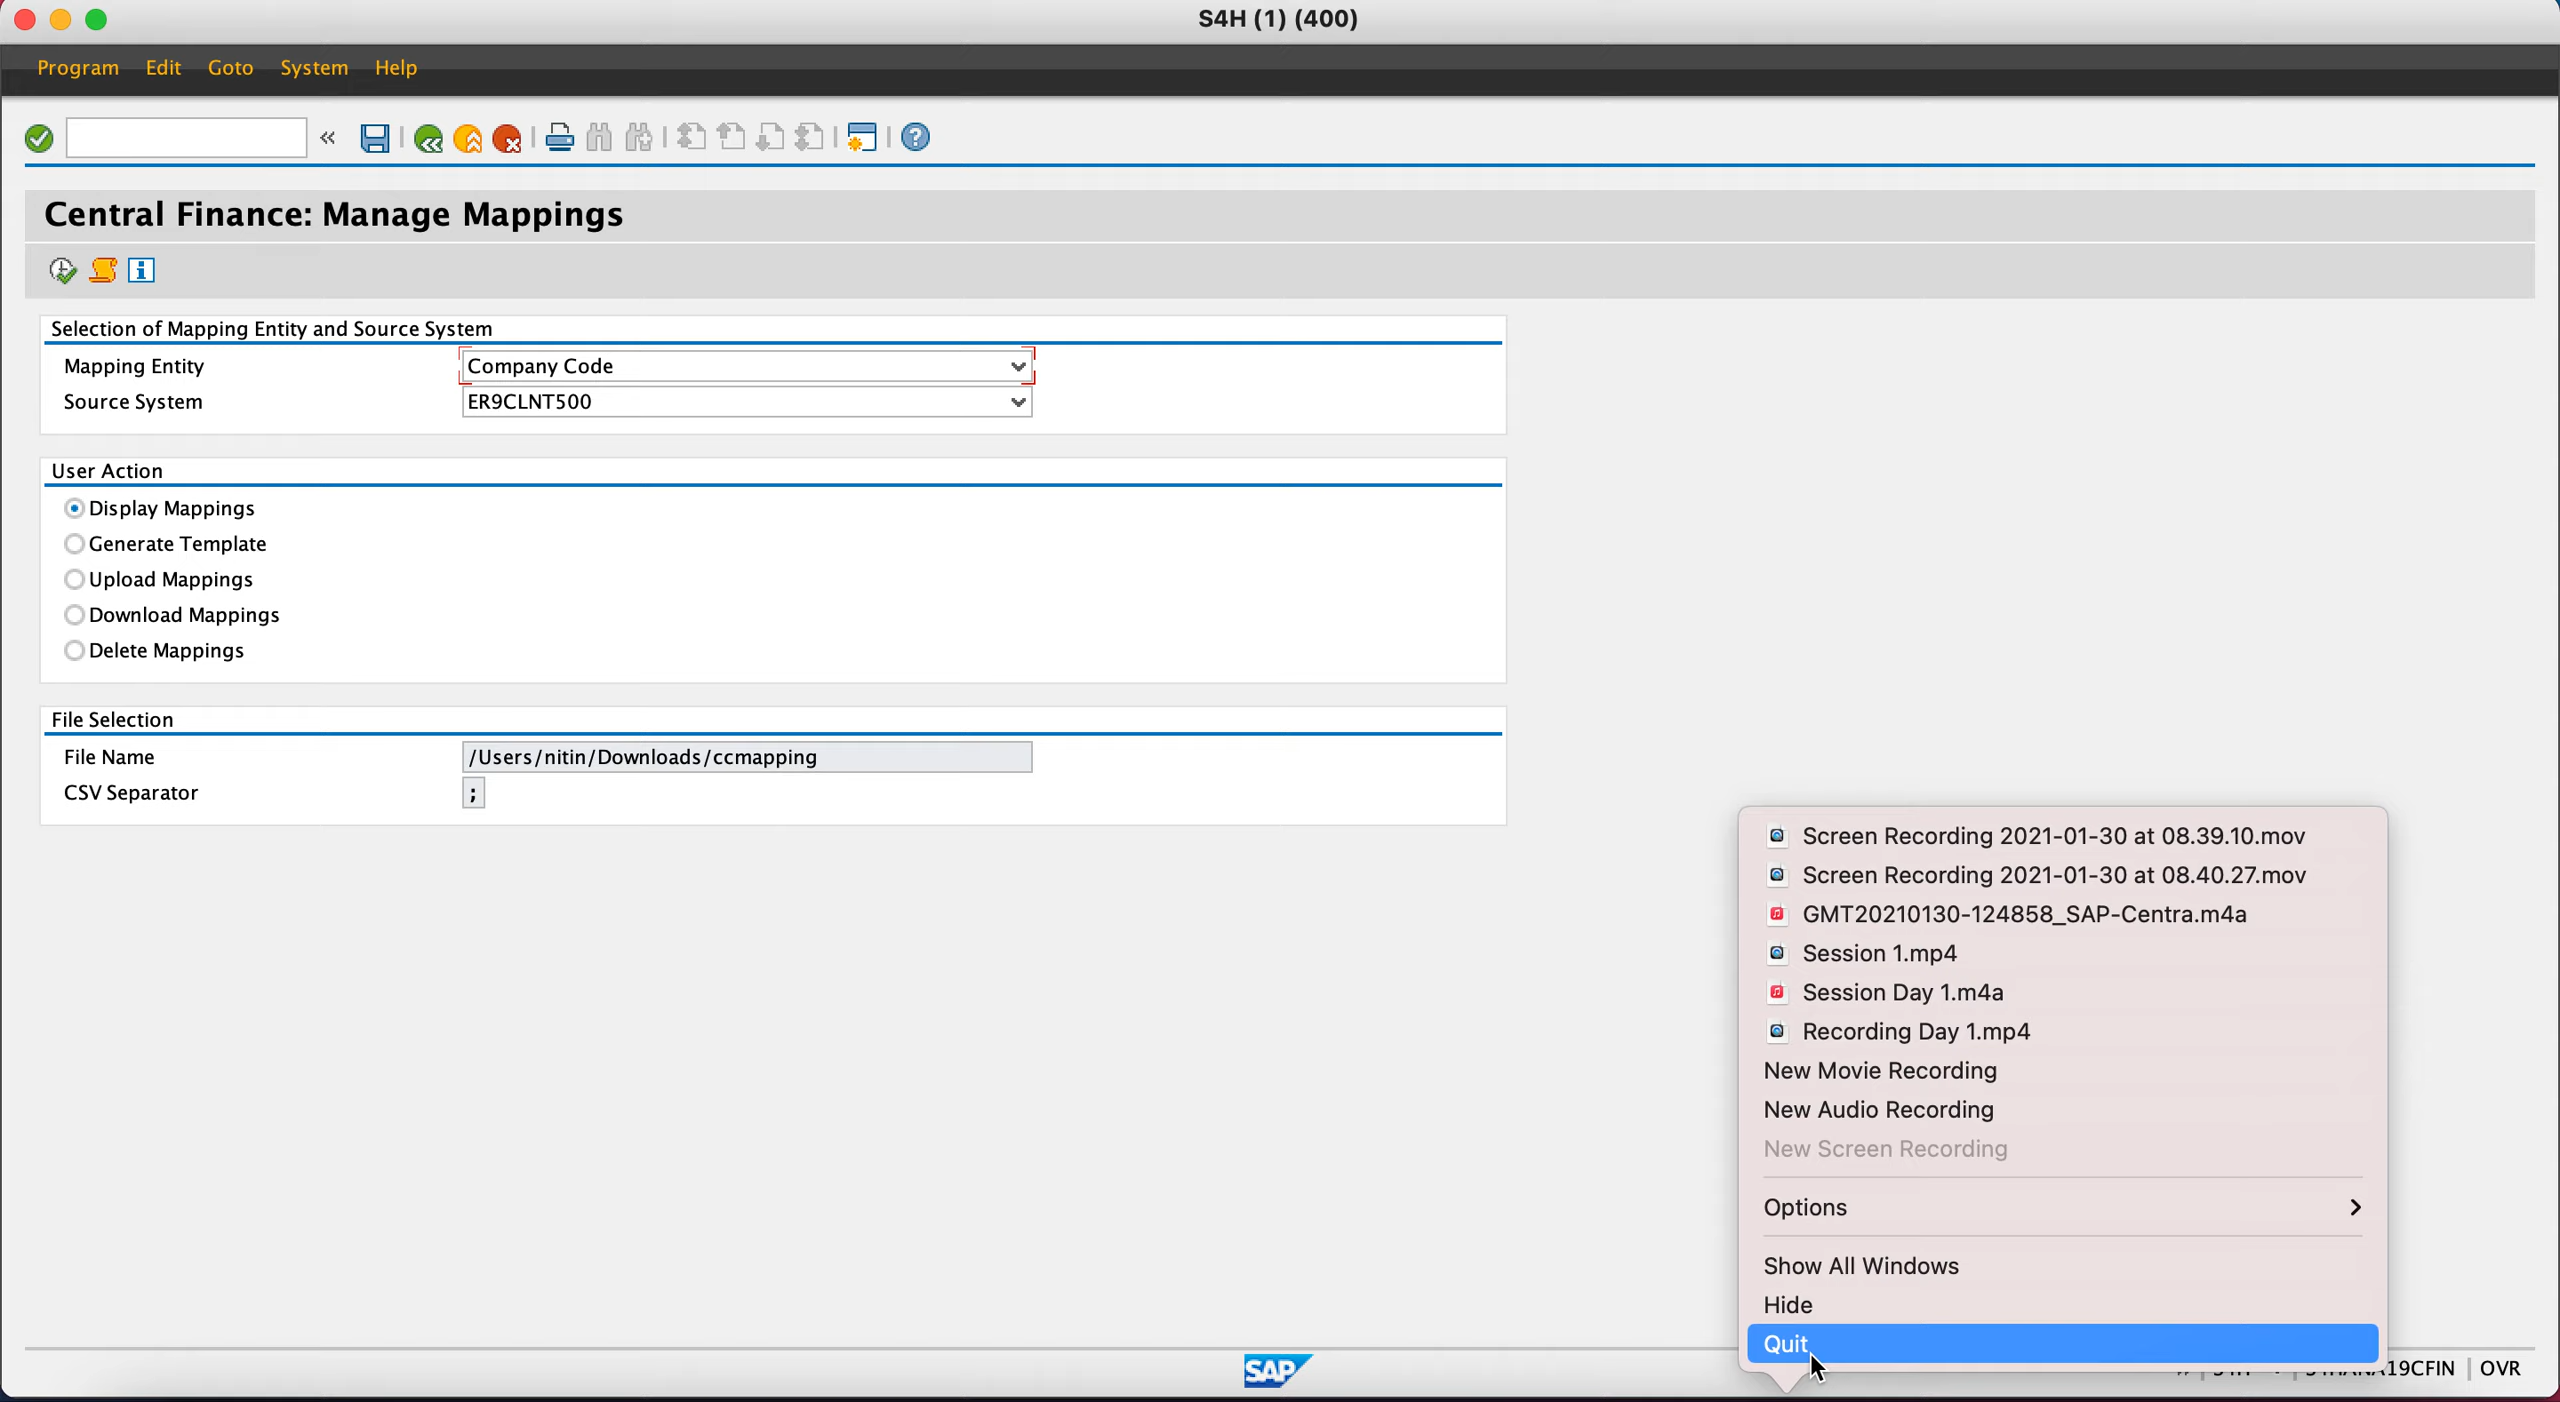 S4H (1) (400)
Program Edit Goto System Help
Central Finance: Manage Mappings
Selection of Mapping Entity and Source System
Mapping Entity Company Code
Source System ER9CLNT500
User Action
Display Mappings
Generate Template
Upload Mappings
Download Mappings
Delete Mappings
File Selection
File Name /Users/nitin/Downloads/ccmapping
CSV Separator ;
Screen Recording 2021-01-30 at 08.39.10.mov
Screen Recording 2021-01-30 at 08.40.27.mov
GMT20210130-124858_SAP-Centra.m4a
Session 1.mp4
Session Day 1.m4a
Recording Day 1.mp4
New Movie Recording
New Audio Recording
New Screen Recording
Options
Show All Windows
Hide
Quit
SAP
OVR